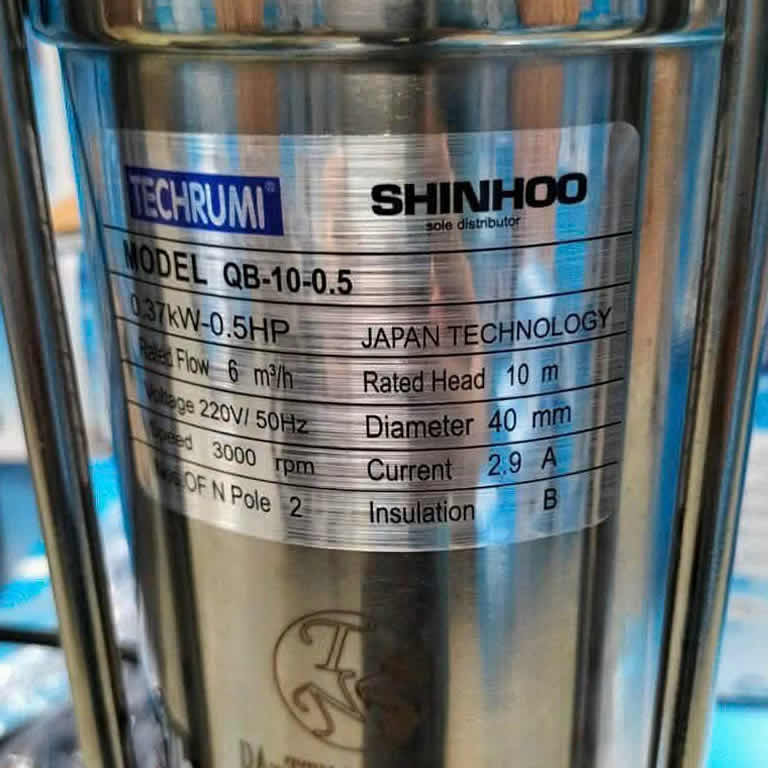 TECHRUMI® SHINHOO
sole distributor
MODEL QB-10-0.5
0.37kW-0.5HP JAPAN TECHNOLOGY
Rated Flow 6 m³/h Rated Head 10 m
Voltage 220V/ 50Hz Diameter 40 mm
Speed 3000 rpm Current 2.9 A
OF N Pole 2 Insulation B